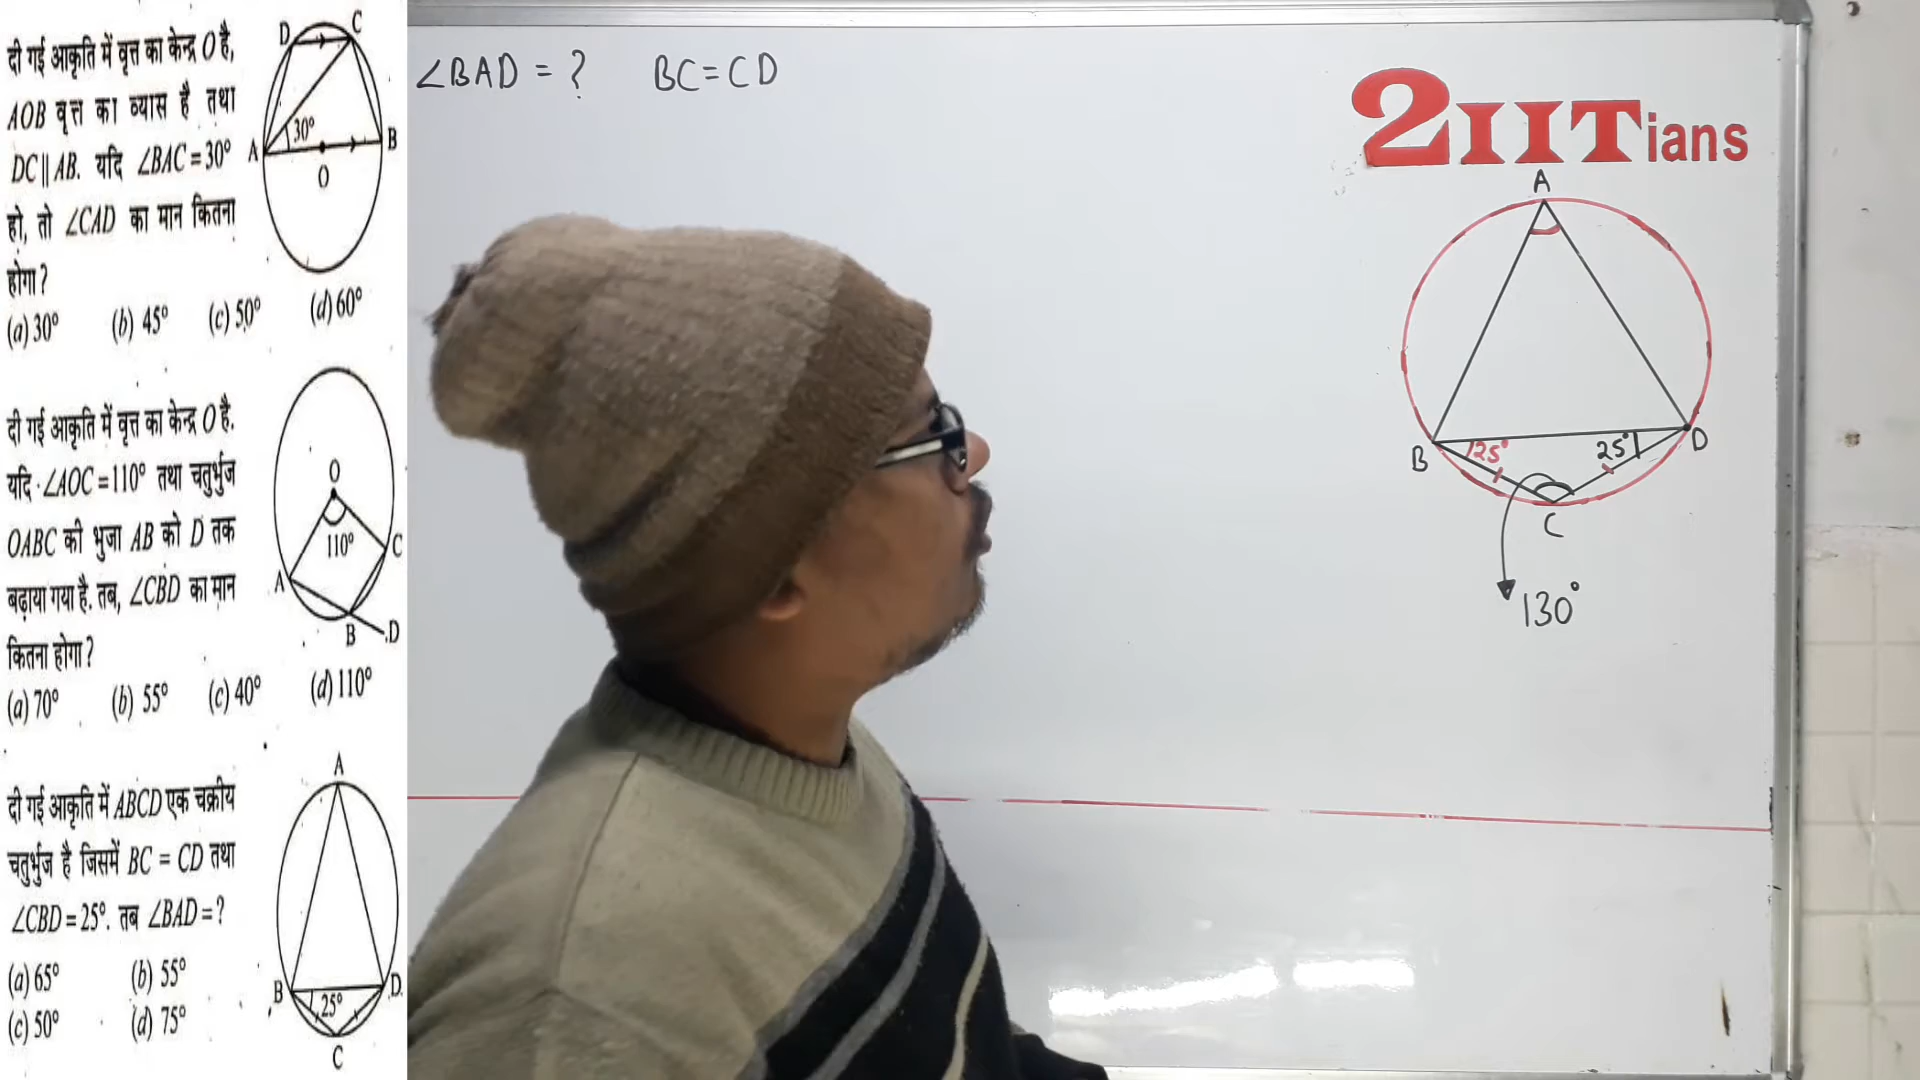 दी गई आकृति में वृत्त का केन्द्र O है,
AOB वृत्त का व्यास है तथा
DC || AB. यदि ∠BAC = 30°
हो, तो ∠CAD का मान कितना
होगा?
(a) 30° (b) 45° (c) 50° (d) 60°
D C
30°
A B
O
दी गई आकृति में वृत्त का केन्द्र O है.
यदि ∠AOC = 110° तथा चतुर्भुज
OABC की भुजा AB को D तक
बढ़ाया गया है. तब, ∠CBD का मान
कितना होगा?
(a) 70° (b) 55° (c) 40° (d) 110°
O
110°
C
A
B D
दी गई आकृति में ABCD एक चक्रीय
चतुर्भुज है जिसमें BC = CD तथा
∠CBD = 25°. तब ∠BAD = ?
(a) 65° (b) 55°
(c) 50° (d) 75°
A
B D
25°
C
∠BAD = ? BC = CD
2IITians
A
B 25° 25° D
C
130°